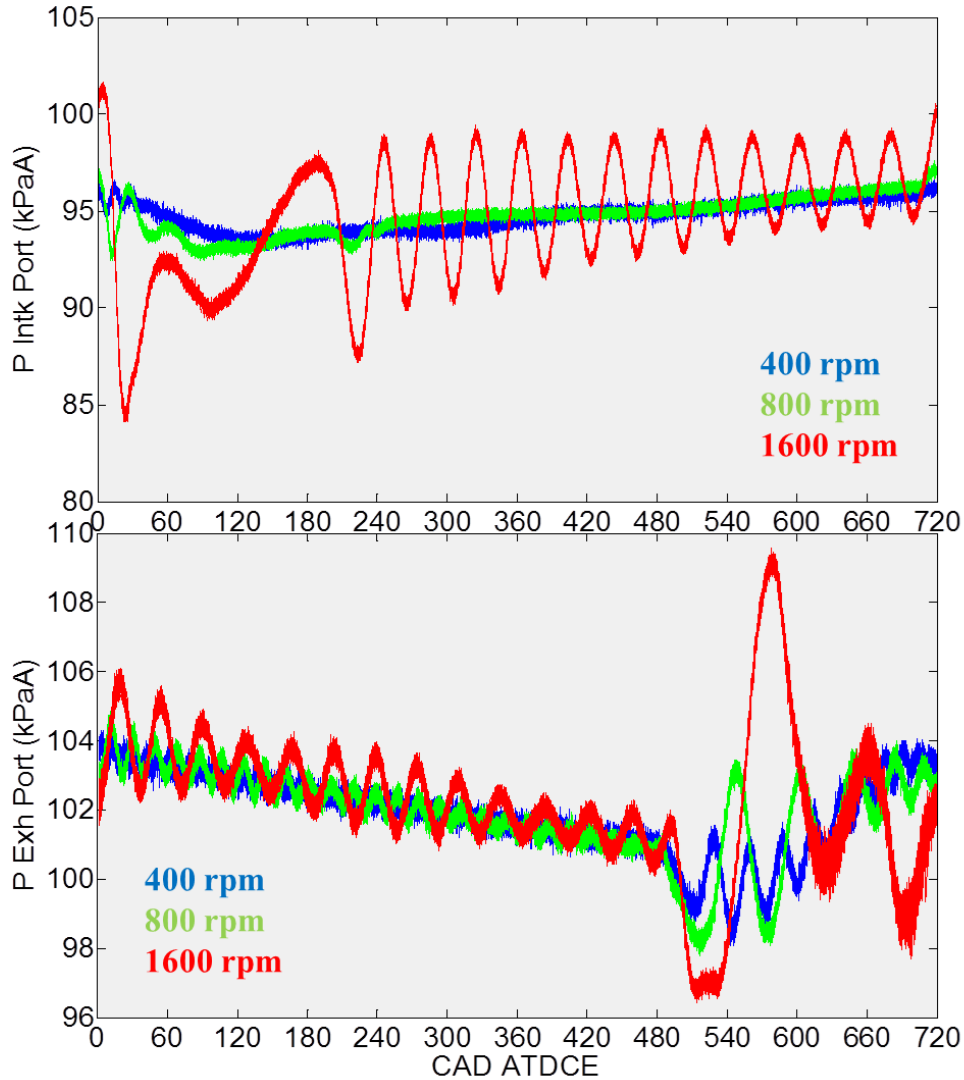 105
100
95
90
85
80
P Intk Port (kPaA)
400 rpm
800 rpm
1600 rpm
0 60 120 180 240 300 360 420 480 540 600 660 720
110
108
106
104
102
100
98
96
P Exh Port (kPaA)
400 rpm
800 rpm
1600 rpm
0 60 120 180 240 300 360 420 480 540 600 660 720
CAD ATDCE